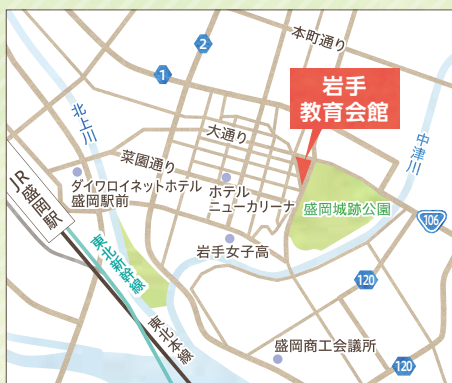 本町通り
2
1
岩手
教育会館
北上川
大通り
中津川
菜園通り
ダイワロイネットホテル
盛岡駅前
ホテル
ニューカリーナ
盛岡城跡公園
JR盛岡駅
106
東北新幹線
岩手女子高
120
東北本線
盛岡商工会議所
120